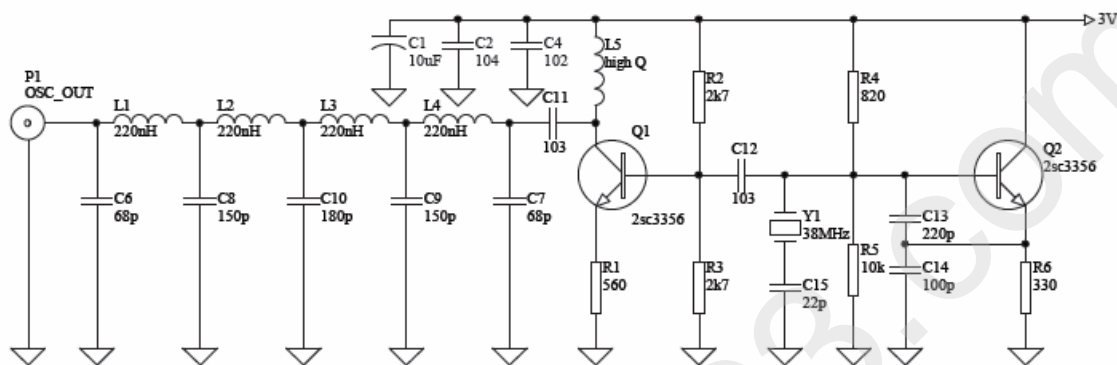 3V
P1
OSC_OUT
L1
220nH
L2
220nH
L3
220nH
L4
220nH
C1
10uF
C2
104
C4
102
L5
high Q
C11
103
R2
2k7
R4
820
Q1
2sc3356
C12
103
Q2
2sc3356
C6
68p
C8
150p
C10
180p
C9
150p
C7
68p
Y1
38MHz
C13
220p
R1
560
R3
2k7
C15
22p
R5
10k
C14
100p
R6
330
3.com